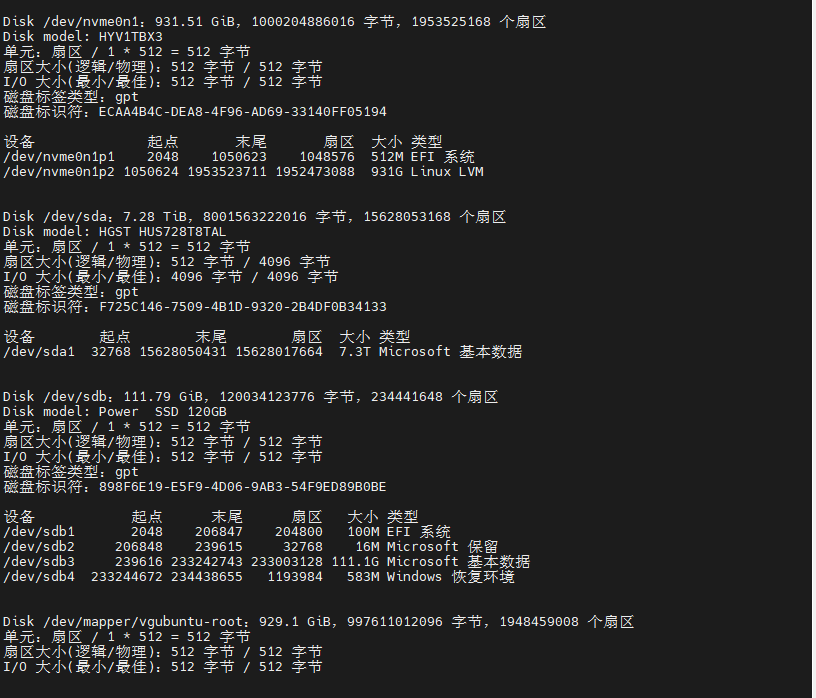 Disk /dev/nvme0n1：931.51 GiB，1000204886016 字节，1953525168 个扇区
Disk model: HYV1TBX3
单元：扇区 / 1 * 512 = 512 字节
扇区大小(逻辑/物理)：512 字节 / 512 字节
I/O 大小(最小/最佳)：512 字节 / 512 字节
磁盘标签类型：gpt
磁盘标识符：ECAA4B4C-DEA8-4F96-AD69-33140FF05194
设备 起点 末尾 扇区 大小 类型
/dev/nvme0n1p1 2048 1050623 1048576 512M EFI 系统
/dev/nvme0n1p2 1050624 1953523711 1952473088 931G Linux LVM
Disk /dev/sda：7.28 TiB，8001563222016 字节，15628053168 个扇区
Disk model: HGST HUS728T8TAL
单元：扇区 / 1 * 512 = 512 字节
扇区大小(逻辑/物理)：512 字节 / 4096 字节
I/O 大小(最小/最佳)：4096 字节 / 4096 字节
磁盘标签类型：gpt
磁盘标识符：F725C146-7509-4B1D-9320-2B4DF0B34133
设备 起点 末尾 扇区 大小 类型
/dev/sda1 32768 15628050431 15628017664 7.3T Microsoft 基本数据
Disk /dev/sdb：111.79 GiB，120034123776 字节，234441648 个扇区
Disk model: Power  SSD 120GB
单元：扇区 / 1 * 512 = 512 字节
扇区大小(逻辑/物理)：512 字节 / 512 字节
I/O 大小(最小/最佳)：512 字节 / 512 字节
磁盘标签类型：gpt
磁盘标识符：898F6E19-E5F9-4D06-9AB3-54F9ED89B0BE
设备 起点 末尾 扇区 大小 类型
/dev/sdb1 2048 206847 204800 100M EFI 系统
/dev/sdb2 206848 239615 32768 16M Microsoft 保留
/dev/sdb3 239616 233242743 233003128 111.1G Microsoft 基本数据
/dev/sdb4 233244672 234438655 1193984 583M Windows 恢复环境
Disk /dev/mapper/vgubuntu-root：929.1 GiB，997611012096 字节，1948459008 个扇区
单元：扇区 / 1 * 512 = 512 字节
扇区大小(逻辑/物理)：512 字节 / 512 字节
I/O 大小(最小/最佳)：512 字节 / 512 字节